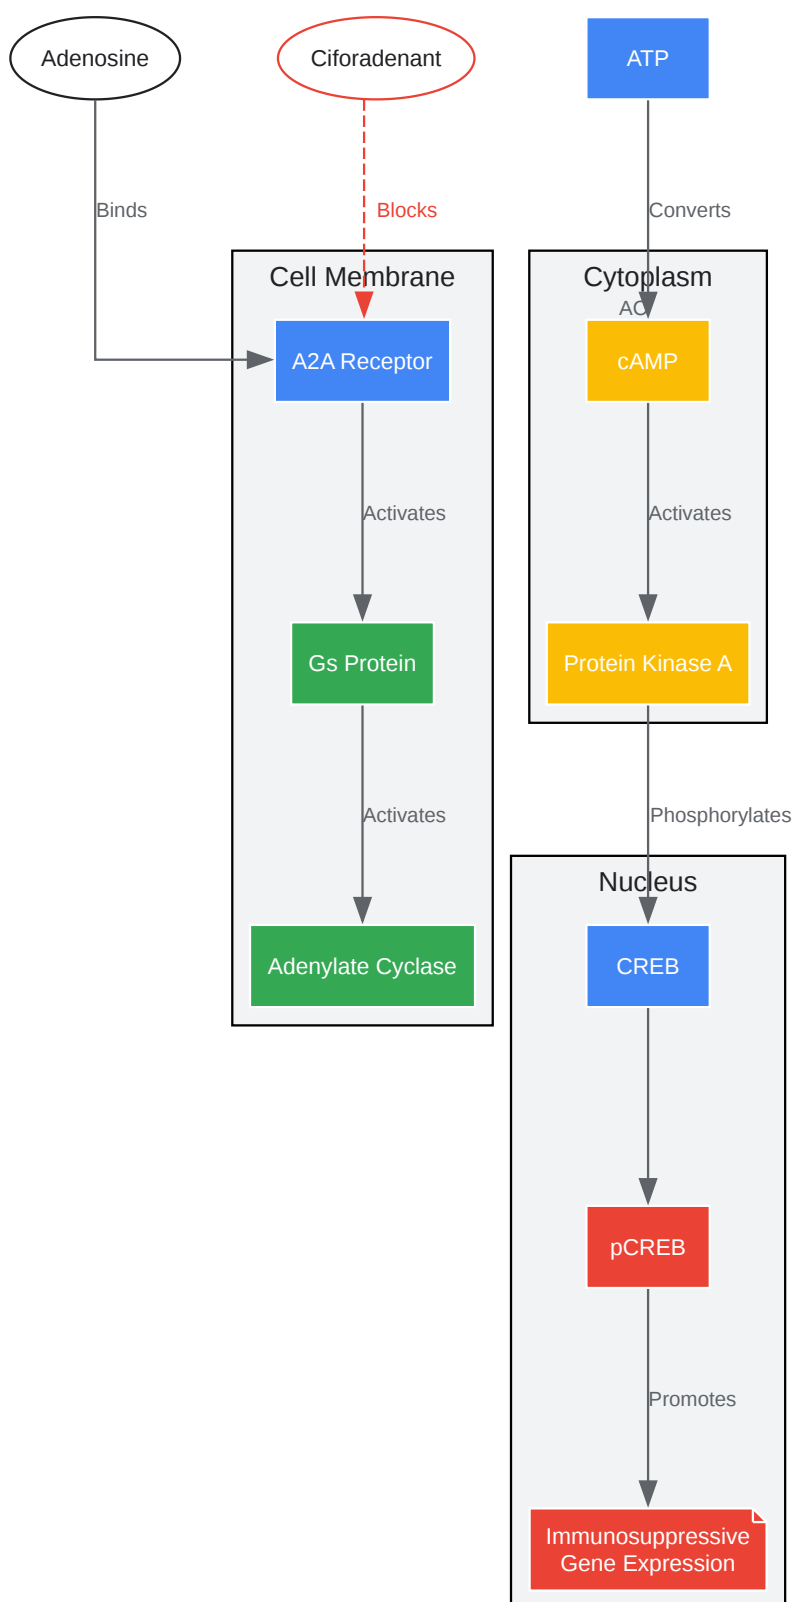 Adenosine
Ciforadenant
ATP
Binds
Blocks
Converts
Cell Membrane
Cytoplasm
AC
A2A Receptor
cAMP
Activates
Activates
Gs Protein
Protein Kinase A
Activates
Phosphorylates
Nucleus
Adenylate Cyclase
CREB
pCREB
Promotes
Immunosuppressive
Gene Expression